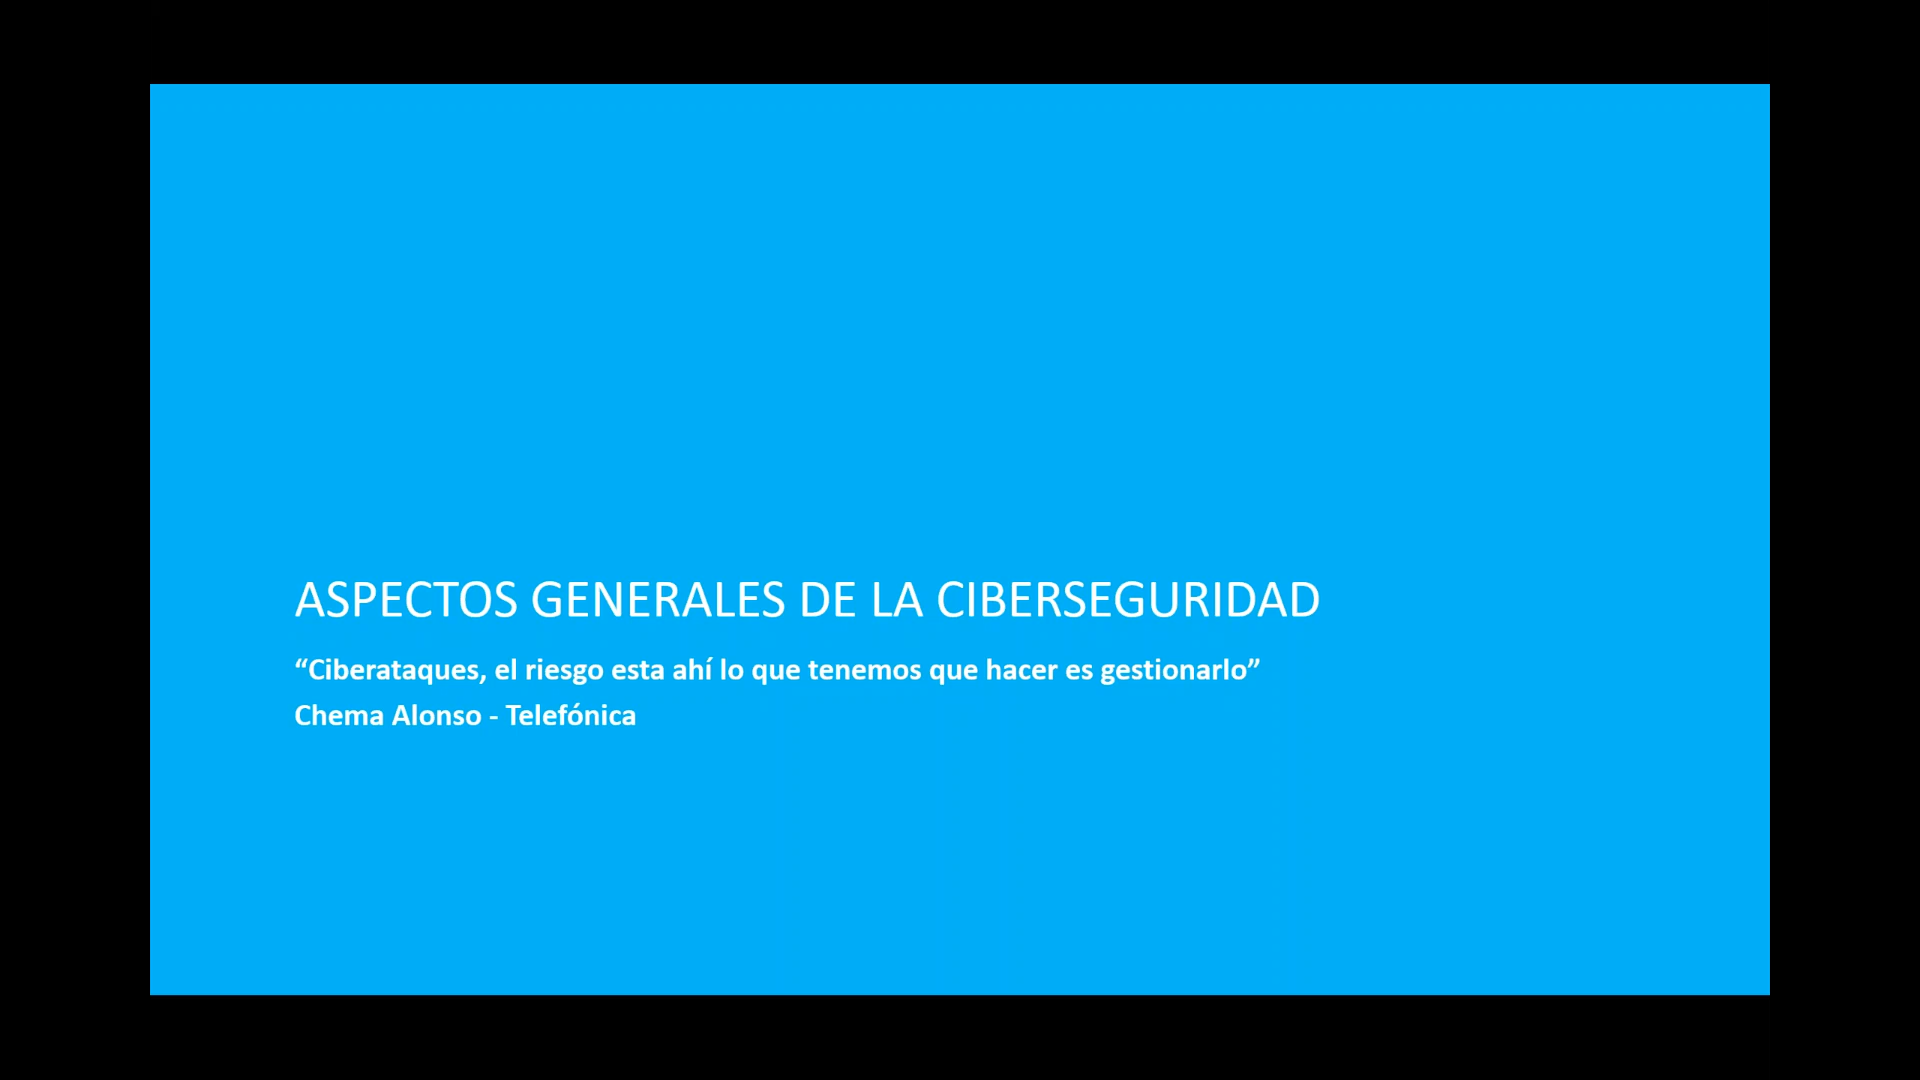 ASPECTOS GENERALES DE LA CIBERSEGURIDAD
“Ciberataques, el riesgo esta ahí lo que tenemos que hacer es gestionarlo”
Chema Alonso - Telefónica